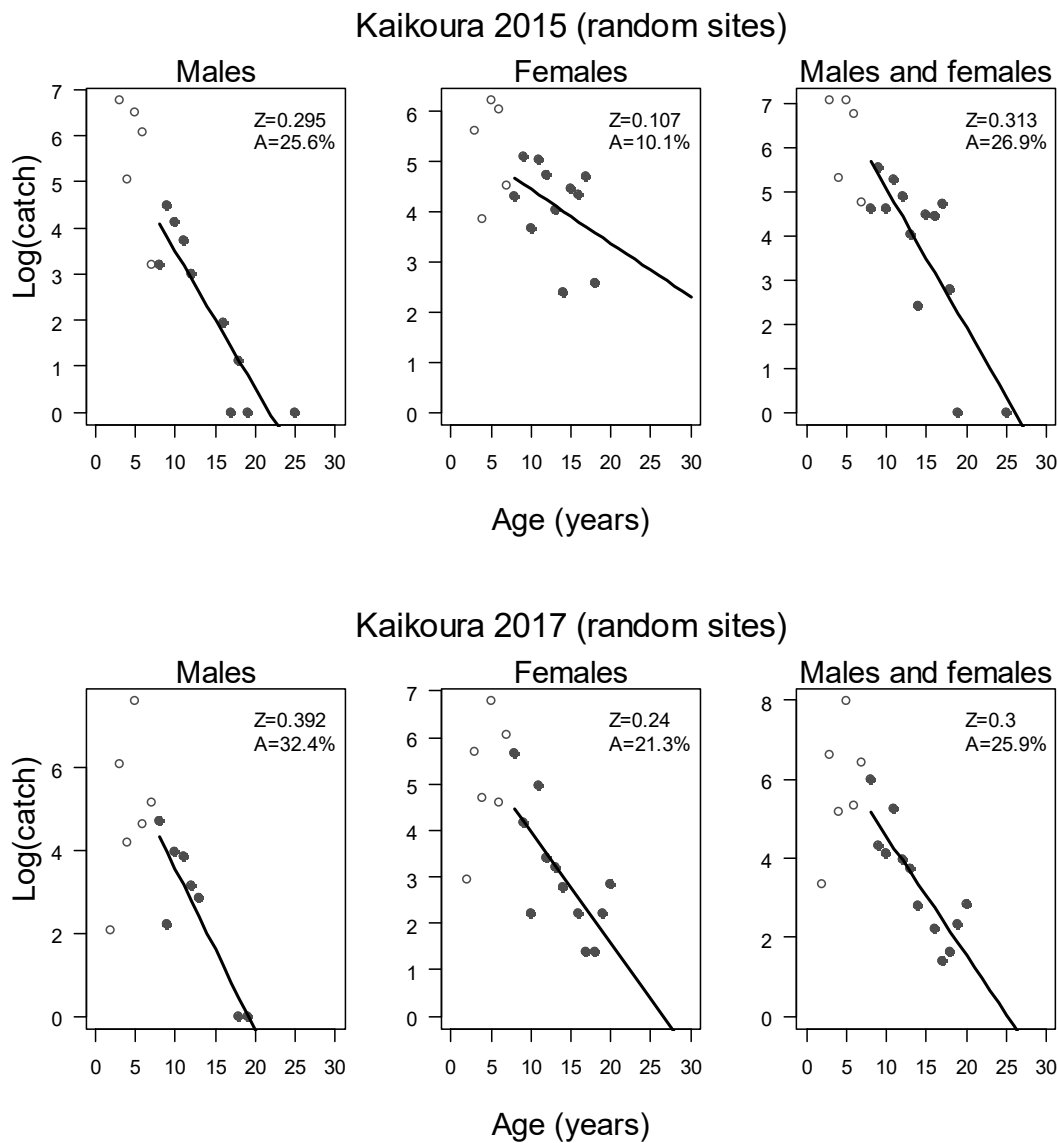 Kaikoura 2015 (random sites)
Males Females Males and females
Z=0.295
A=25.6%
Z=0.107
A=10.1%
Z=0.313
A=26.9%
Log(catch)
7
6
5
4
3
2
1
0
0 5 10 15 20 25 30
6
5
4
3
2
1
0
0 5 10 15 20 25 30
7
6
5
4
3
2
1
0
0 5 10 15 20 25 30
Age (years)
Kaikoura 2017 (random sites)
Males Females Males and females
Z=0.392
A=32.4%
Z=0.24
A=21.3%
Z=0.3
A=25.9%
Log(catch)
6
4
2
0
0 5 10 15 20 25 30
7
6
5
4
3
2
1
0
0 5 10 15 20 25 30
8
6
4
2
0
0 5 10 15 20 25 30
Age (years)